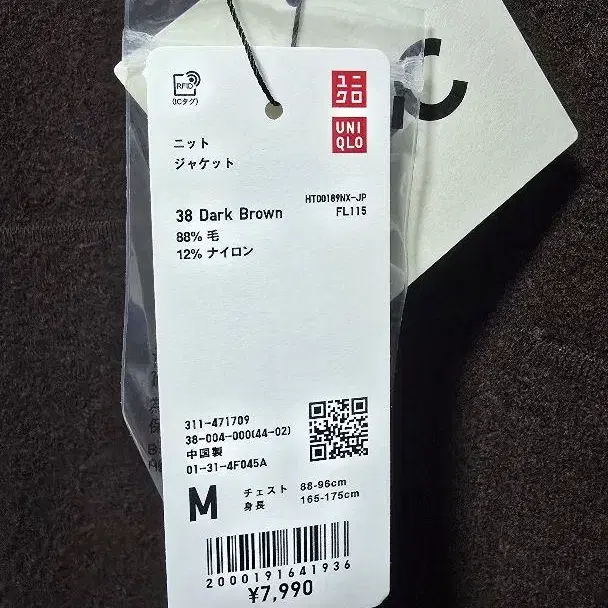 RFID
(ICタグ)
ユニ
クロ
UNI
QLO
C
ニット
ジャケット
HT00189NX-JP
38 Dark Brown
FL115
88% 毛
12% ナイロン
311-471709
38-004-000(44-02)
中国製
01-31-4F045A
M
チェスト 88-96cm
身長 165-175cm
2000191641936
¥7,990